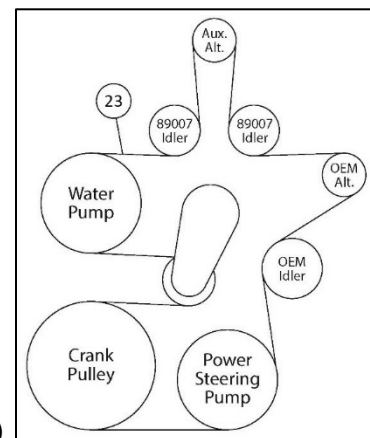 Aux.
Alt.
23
89007
Idler
89007
Idler
OEM
Alt.
Water
Pump
OEM
Idler
Crank
Pulley
Power
Steering
Pump
)